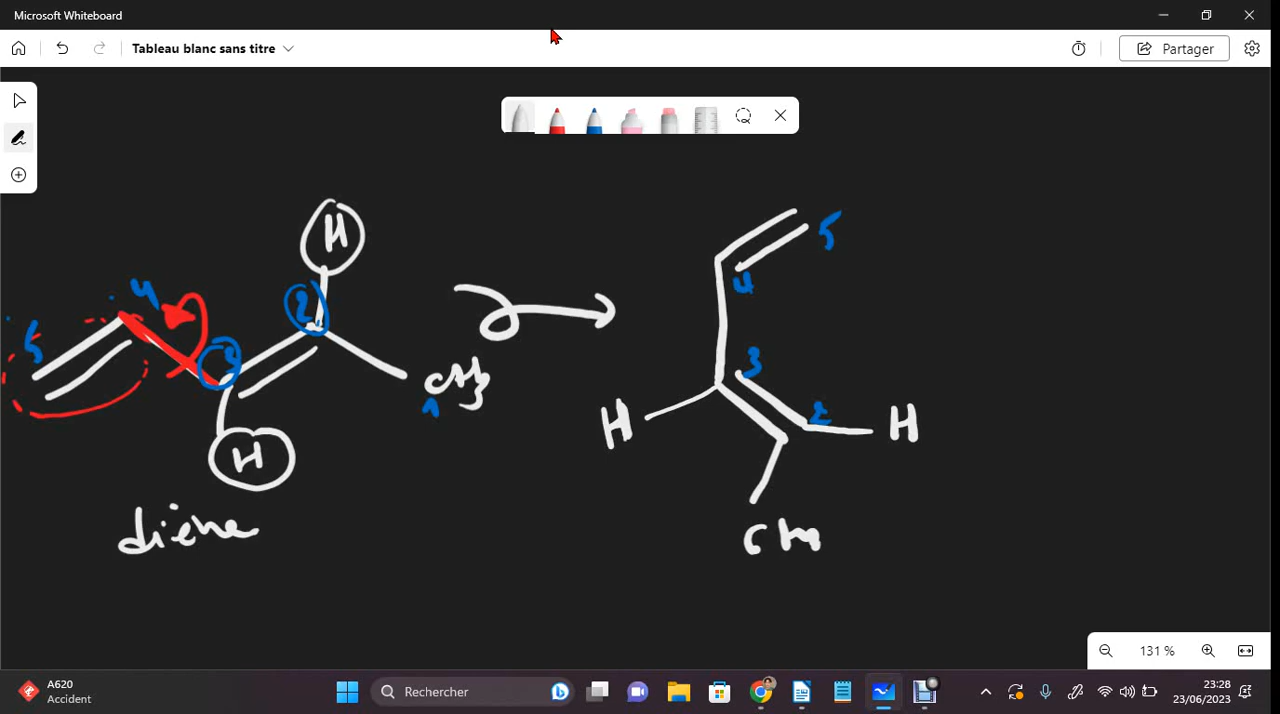 Microsoft Whiteboard
Tableau blanc sans titre
Partager
H
4
2
5
3
CH3
1
H
diène
5
4
3
2
H
H
131 %
A620
Accident
Rechercher
23:28
23/06/2023